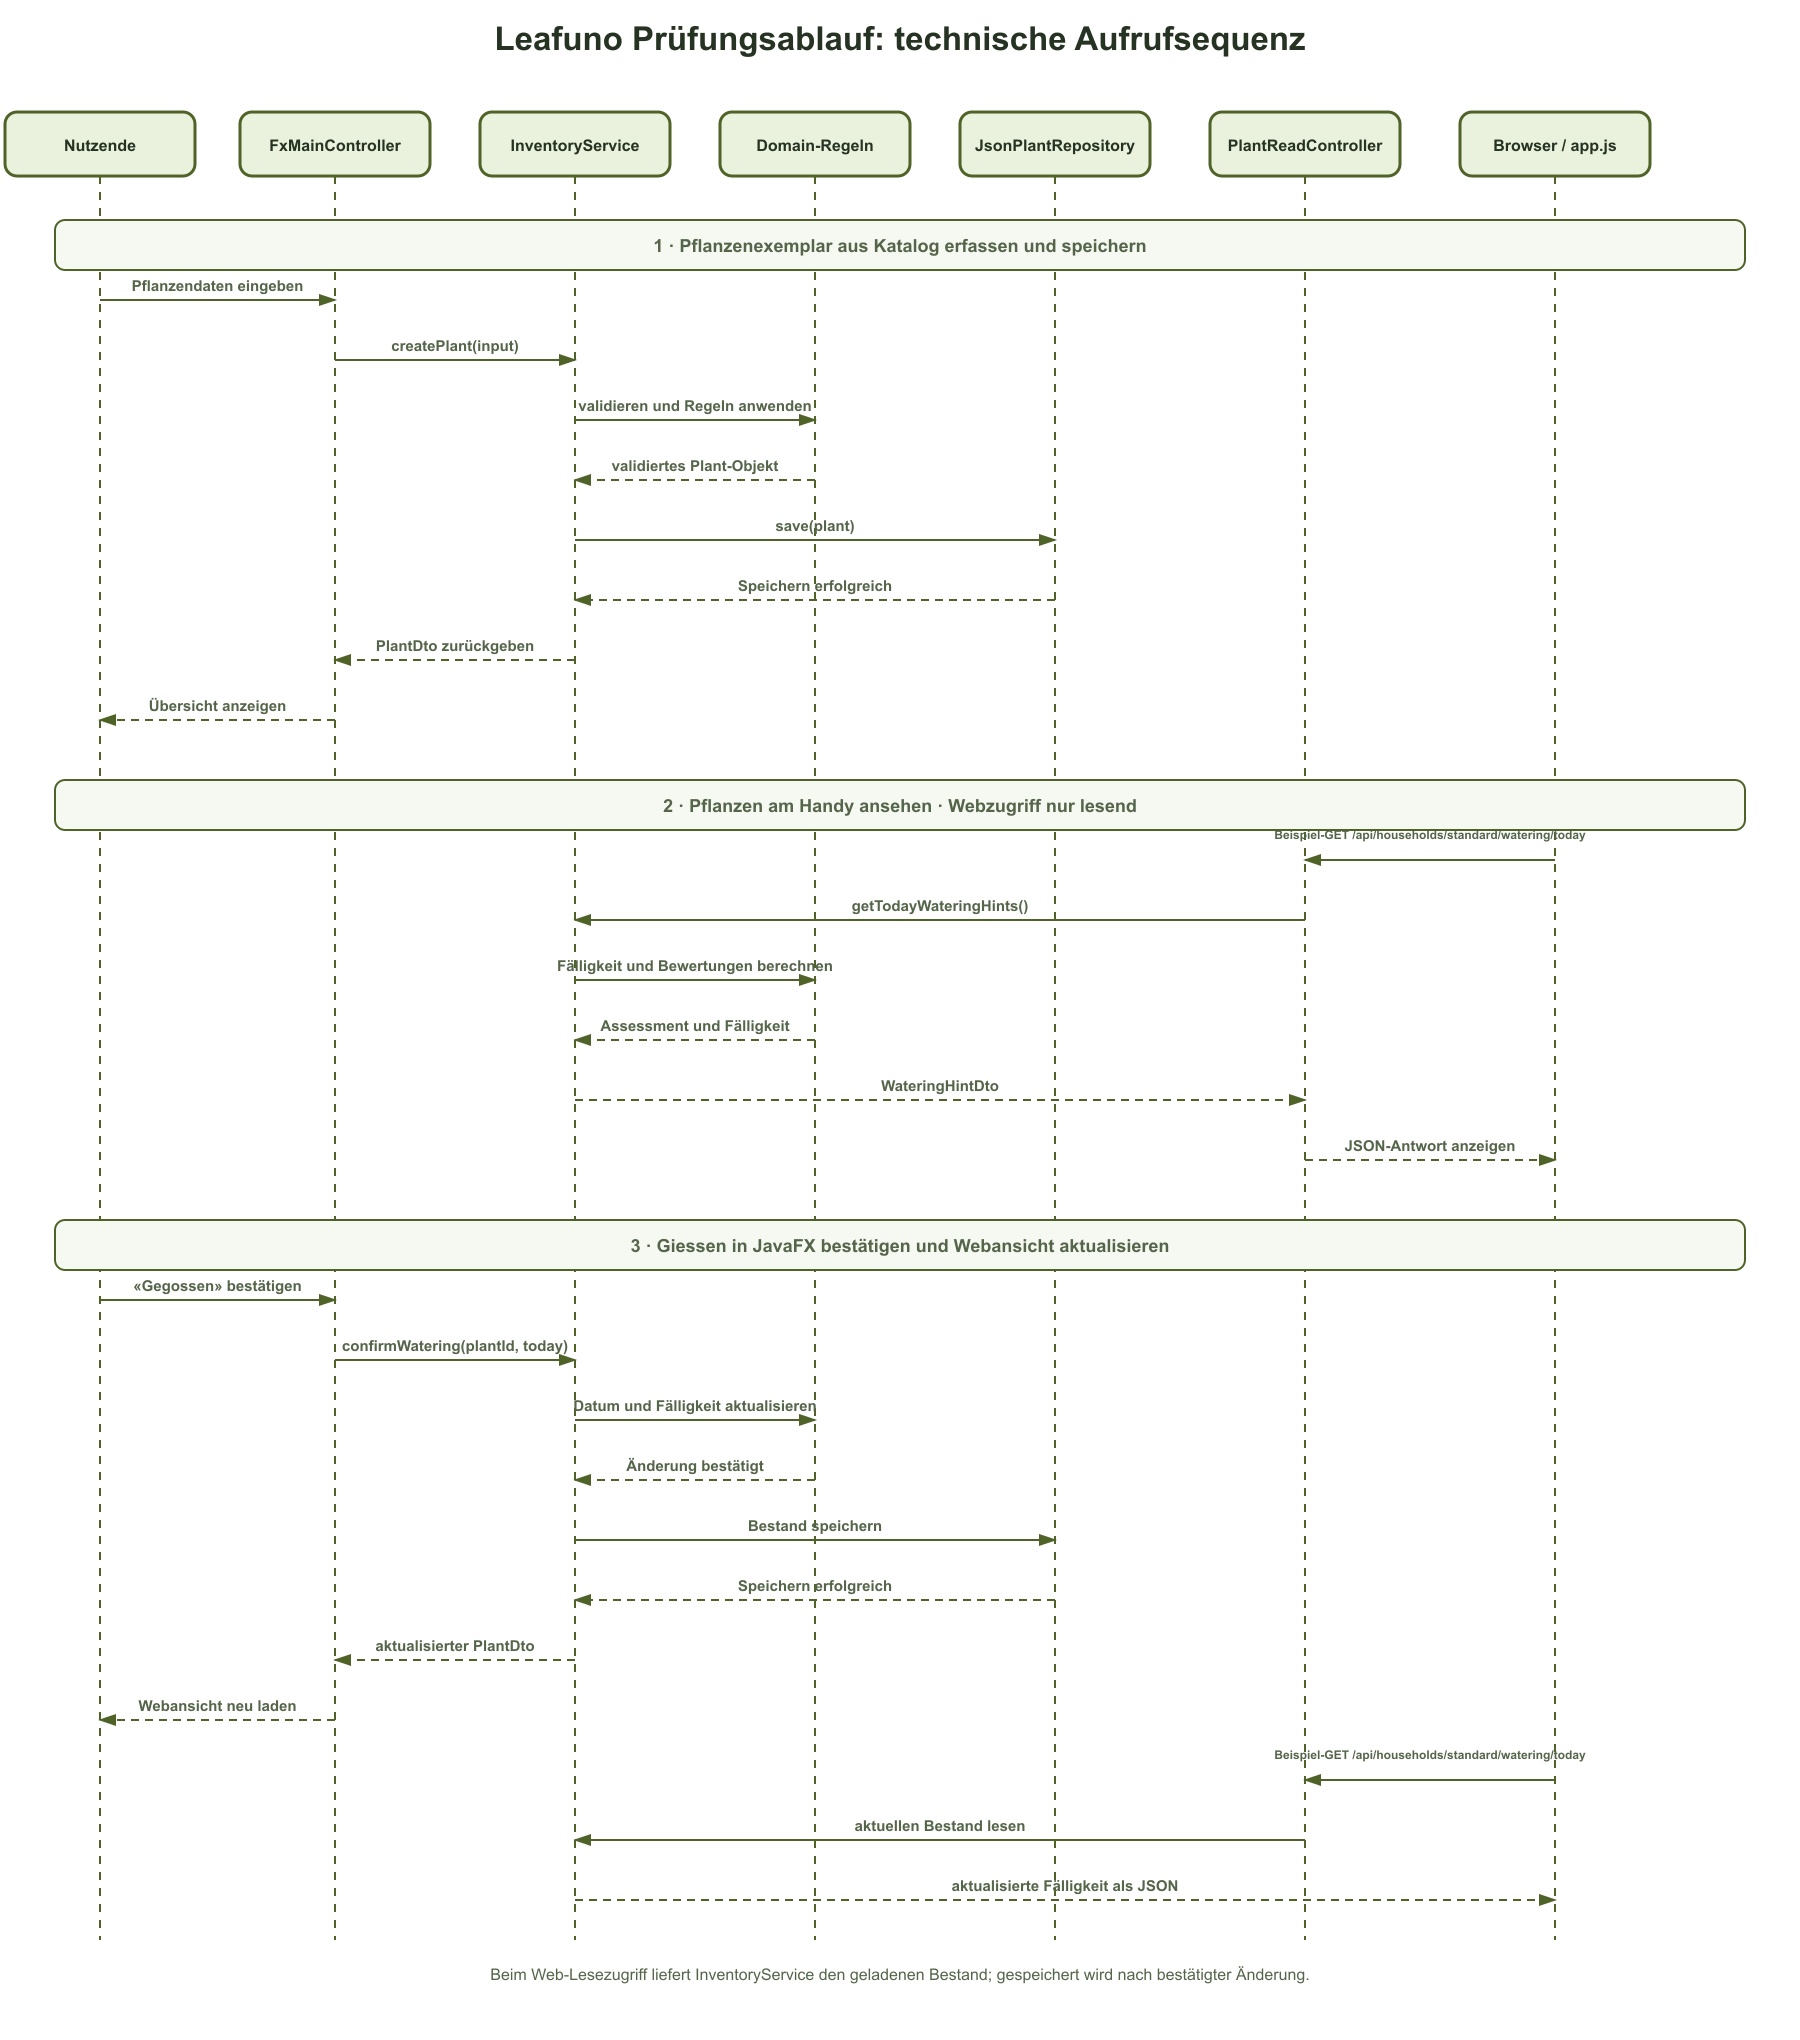 Leafuno Prüfungsablauf: technische Aufrufsequenz
Nutzende
FxMainController
InventoryService
Domain-Regeln
JsonPlantRepository
PlantReadController
Browser / app.js
1 · Pflanzenexemplar aus Katalog erfassen und speichern
Pflanzendaten eingeben
createPlant(input)
validieren und Regeln anwenden
validiertes Plant-Objekt
save(plant)
Speichern erfolgreich
PlantDto zurückgeben
Übersicht anzeigen
2 · Pflanzen am Handy ansehen · Webzugriff nur lesend
Beispiel-GET /api/households/standard/watering/today
getTodayWateringHints()
Fälligkeit und Bewertungen berechnen
Assessment und Fälligkeit
WateringHintDto
JSON-Antwort anzeigen
3 · Giessen in JavaFX bestätigen und Webansicht aktualisieren
«Gegossen» bestätigen
confirmWatering(plantId, today)
Datum und Fälligkeit aktualisieren
Änderung bestätigt
Bestand speichern
Speichern erfolgreich
aktualisierter PlantDto
Webansicht neu laden
Beispiel-GET /api/households/standard/watering/today
aktuellen Bestand lesen
aktualisierte Fälligkeit als JSON
Beim Web-Lesezugriff liefert InventoryService den geladenen Bestand; gespeichert wird nach bestätigter Änderung.